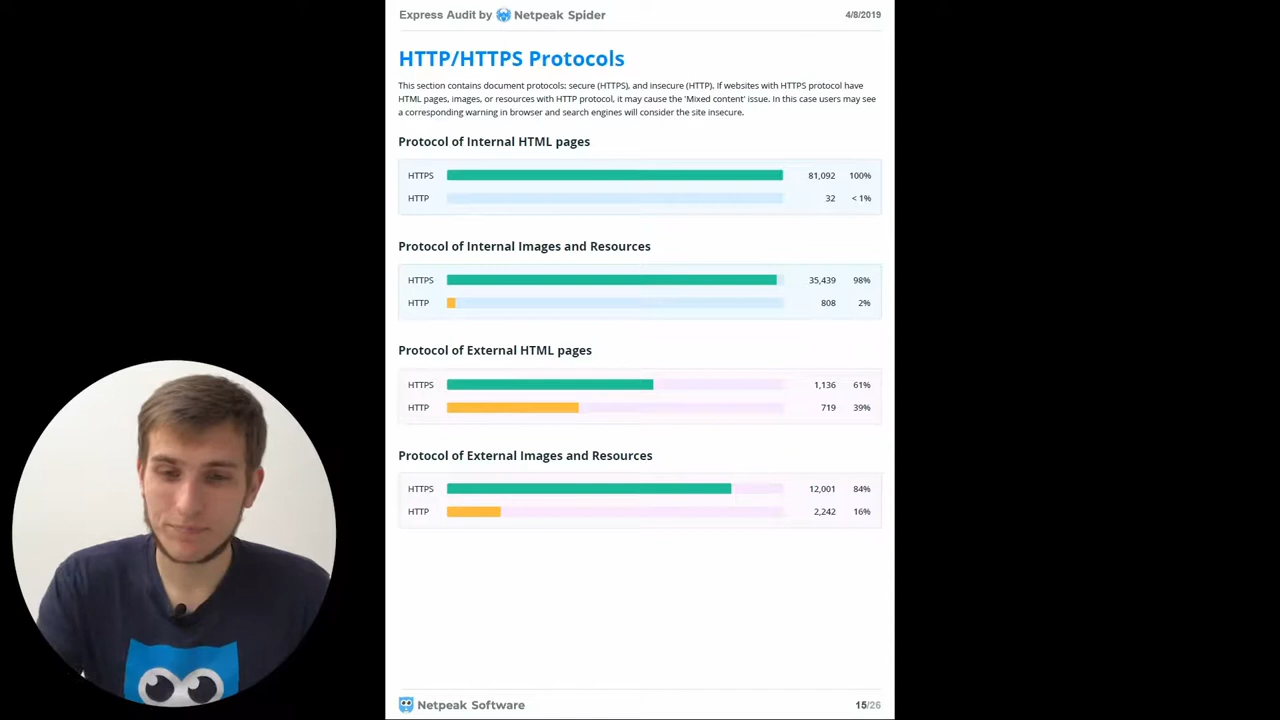 Express Audit by Netpeak Spider
4/8/2019
HTTP/HTTPS Protocols
This section contains document protocols: secure (HTTPS), and insecure (HTTP). If websites with HTTPS protocol have
HTML pages, images, or resources with HTTP protocol, it may cause the 'Mixed content' issue. In this case users may see
a corresponding warning in browser and search engines will consider the site insecure.
Protocol of Internal HTML pages
HTTPS 81,092 100%
HTTP 32 < 1%
Protocol of Internal Images and Resources
HTTPS 35,439 98%
HTTP 808 2%
Protocol of External HTML pages
HTTPS 1,136 61%
HTTP 719 39%
Protocol of External Images and Resources
HTTPS 12,001 84%
HTTP 2,242 16%
Netpeak Software
15/26